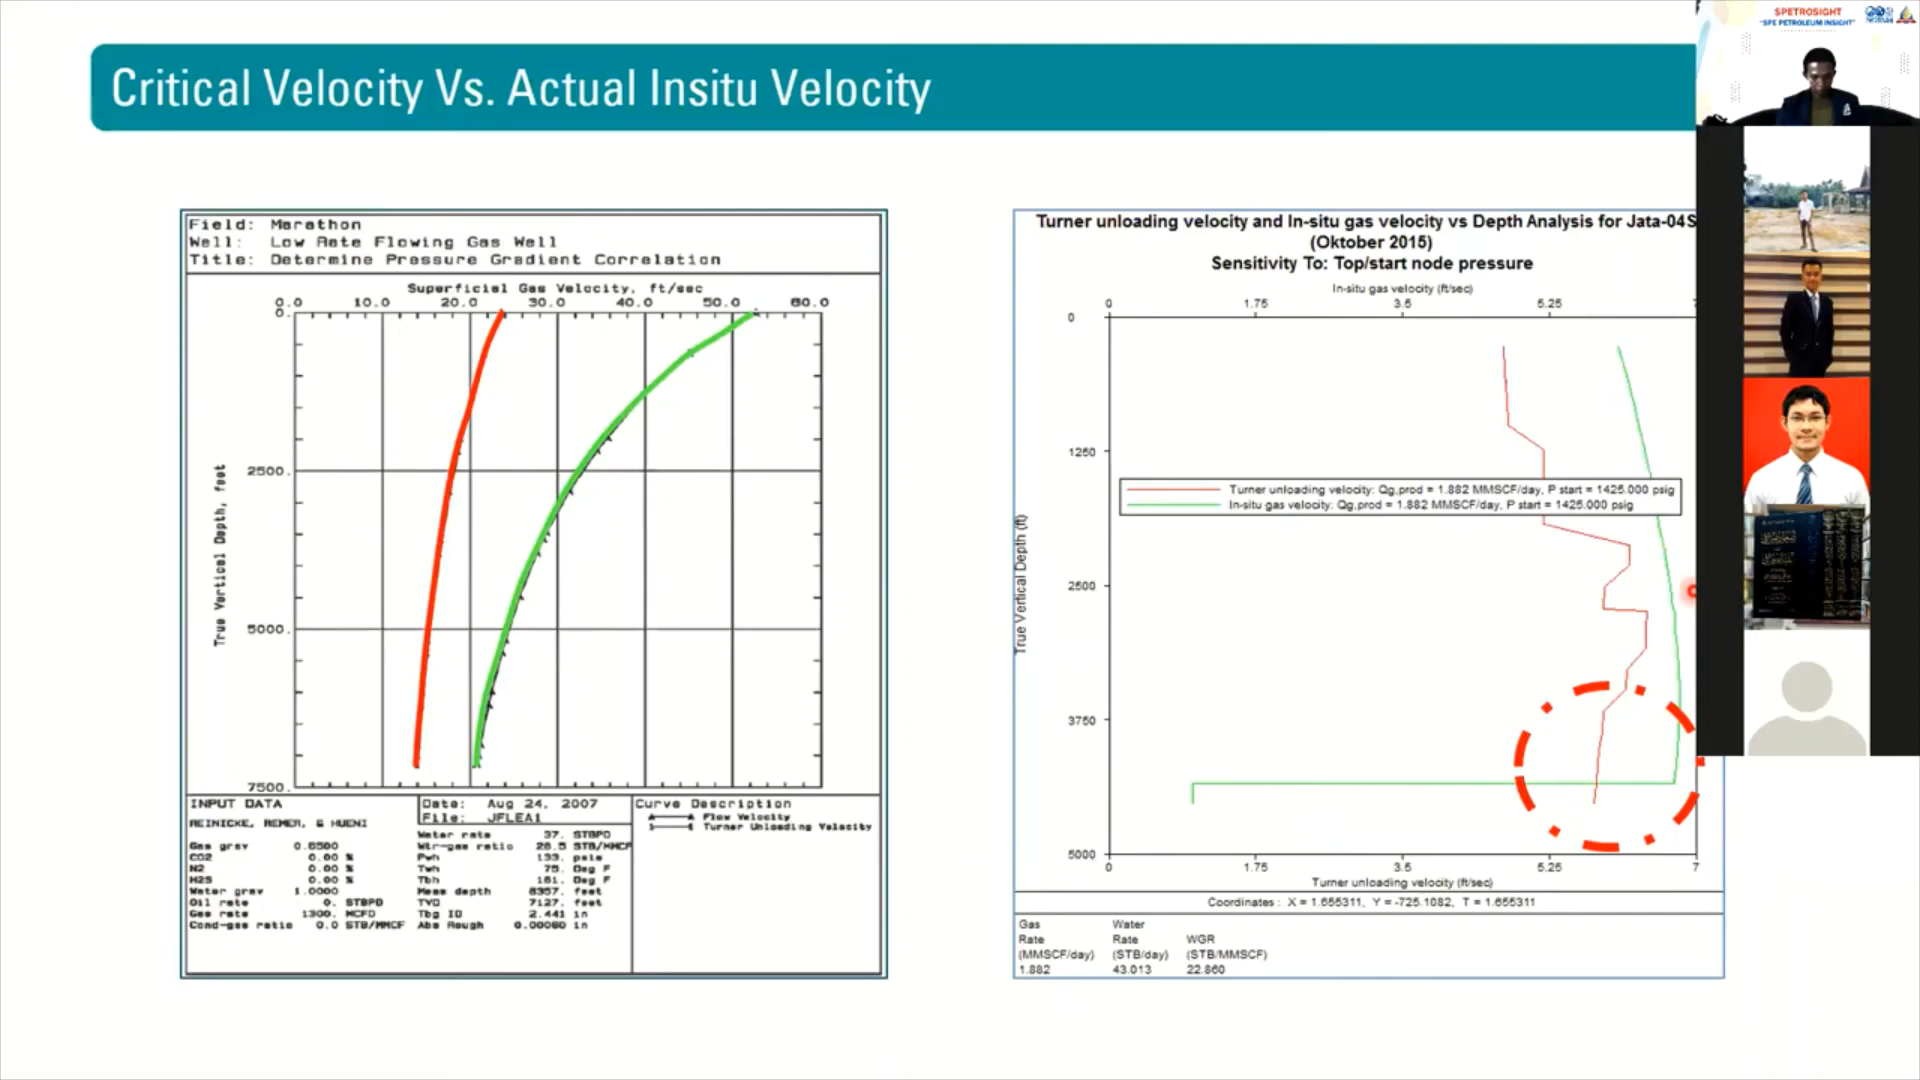 Critical Velocity Vs. Actual Insitu Velocity
SPETROSIGHT
"SPE PETROLEUM INSIGHT"
Field: Marathon
Well: Low Rate Flowing Gas Well
Title: Determine Pressure Gradient Correlation
Superficial Gas Velocity, ft/sec
0.0 10.0 20.0 30.0 40.0 50.0 60.0
0.
2500.
5000.
7500.
True Vertical Depth, feet
INPUT DATA
REINICKE, REMER, & HUENI
Gas grav 0.6500
CO2 0.00 %
N2 0.00 %
H2S 0.00 %
Water grav 1.0000
Oil rate 0. STBPD
Gas rate 1300. MCFD
Cond-gas ratio 0.0 STB/MMCF
Date: Aug 24, 2007
File: JFLEA1
Water rate 37. STBPD
Wtr-gas ratio 28.5 STB/MMCF
Pwh 133. psia
Twh 75. Deg F
Tbh 161. Deg F
Meas depth 8357. feet
TVD 7127. feet
Tbg ID 2.441 in
Abs Rough 0.00060 in
Curve Description
Flow Velocity
Turner Unloading Velocity
Turner unloading velocity and In-situ gas velocity vs Depth Analysis for Jata-04S
(Oktober 2015)
Sensitivity To: Top/start node pressure
In-situ gas velocity (ft/sec)
0 1.75 3.5 5.25
0
1250
2500
3750
5000
True Vertical Depth (ft)
Turner unloading velocity: Qg,prod = 1.882 MMSCF/day, P start = 1425.000 psig
In-situ gas velocity: Qg,prod = 1.882 MMSCF/day, P start = 1425.000 psig
0 1.75 3.5 5.25 7
Turner unloading velocity (ft/sec)
Coordinates : X = 1.655311, Y = -725.1082, T = 1.655311
Gas Water
Rate Rate WGR
(MMSCF/day) (STB/day) (STB/MMSCF)
1.882 43.013 22.860